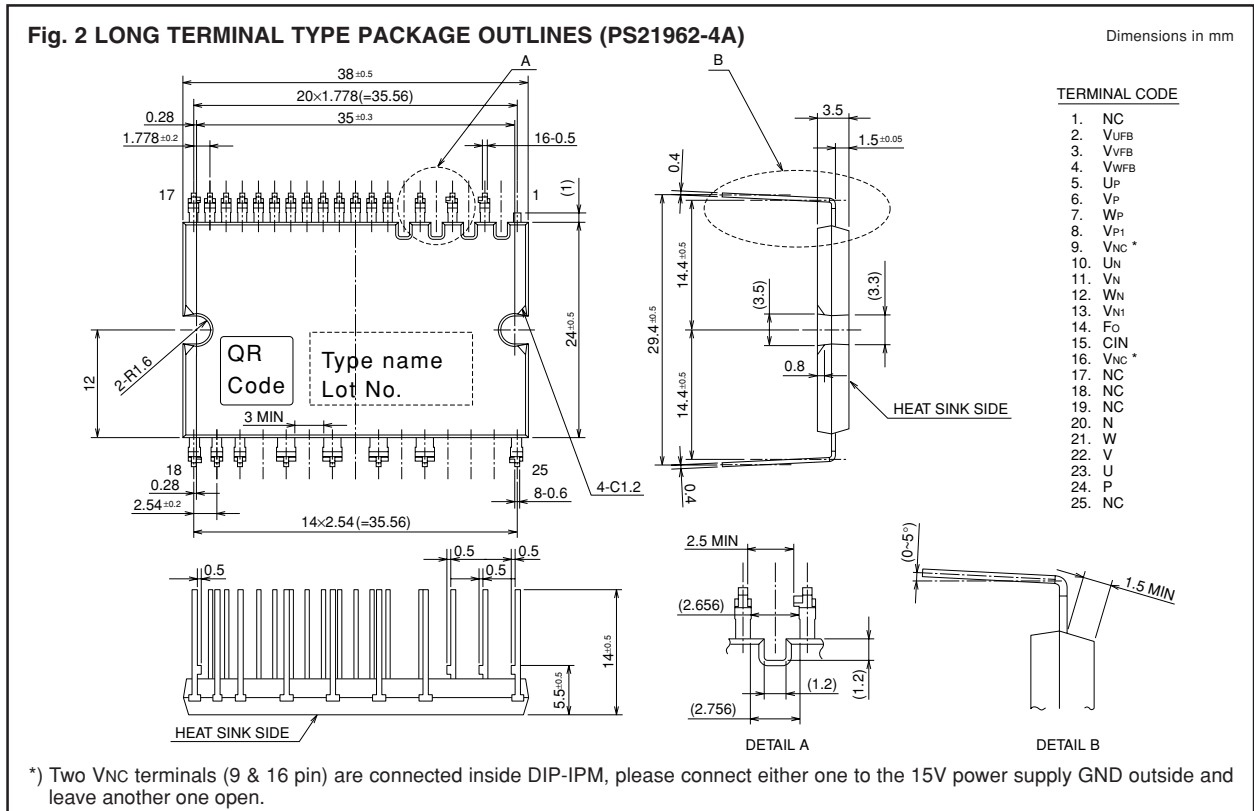 Fig. 2 LONG TERMINAL TYPE PACKAGE OUTLINES (PS21962-4A)
Dimensions in mm
A
38±0.5
20×1.778(=35.56)
35±0.3
0.28
1.778±0.2
16-0.5
(1)
17
1
2-R1.6
12
24±0.5
QR
Code
Type name
Lot No.
3 MIN
18
25
0.28
2.54±0.2
14×2.54(=35.56)
8-0.6
4-C1.2
B
3.5
1.5±0.05
0.4
29.4±0.5
14.4±0.5
14.4±0.5
(3.5)
(3.3)
0.8
0.4
HEAT SINK SIDE
TERMINAL CODE
1. NC
2. VUFB
3. VVFB
4. VWFB
5. UP
6. VP
7. WP
8. VP1
9. VNC *
10. UN
11. VN
12. WN
13. VN1
14. FO
15. CIN
16. VNC *
17. NC
18. NC
19. NC
20. N
21. W
22. V
23. U
24. P
25. NC
0.5
0.5
0.5
0.5
14±0.5
5.5±0.5
HEAT SINK SIDE
2.5 MIN
(2.656)
(1.2)
(1.2)
(2.756)
DETAIL A
(0~5°)
1.5 MIN
DETAIL B
*) Two VNC terminals (9 & 16 pin) are connected inside DIP-IPM, please connect either one to the 15V power supply GND outside and
leave another one open.